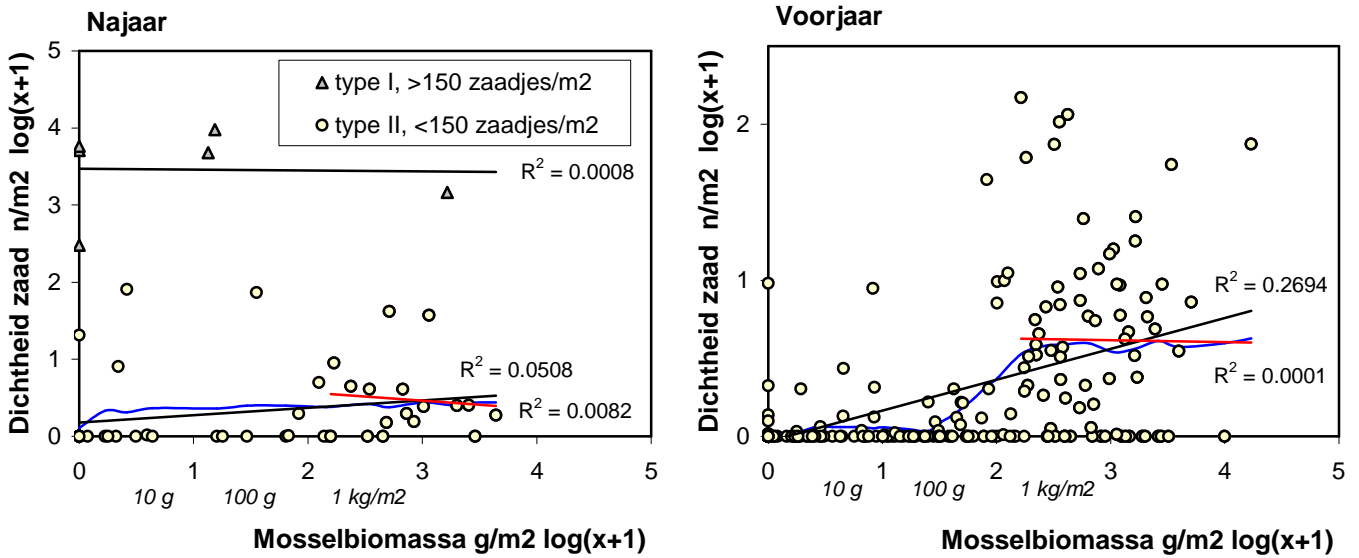 Najaar
Dichtheid zaad n/m2 log(x+1)
5
4
3
2
1
0
type I, >150 zaadjes/m2
type II, <150 zaadjes/m2
R² = 0.0008
R² = 0.0508
R² = 0.0082
0 1 2 3 4 5
10 g 100 g 1 kg/m2
Mosselbiomassa g/m2 log(x+1)
Voorjaar
Dichtheid zaad n/m2 log(x+1)
2
1
0
R² = 0.2694
R² = 0.0001
0 1 2 3 4 5
10 g 100 g 1 kg/m2
Mosselbiomassa g/m2 log(x+1)